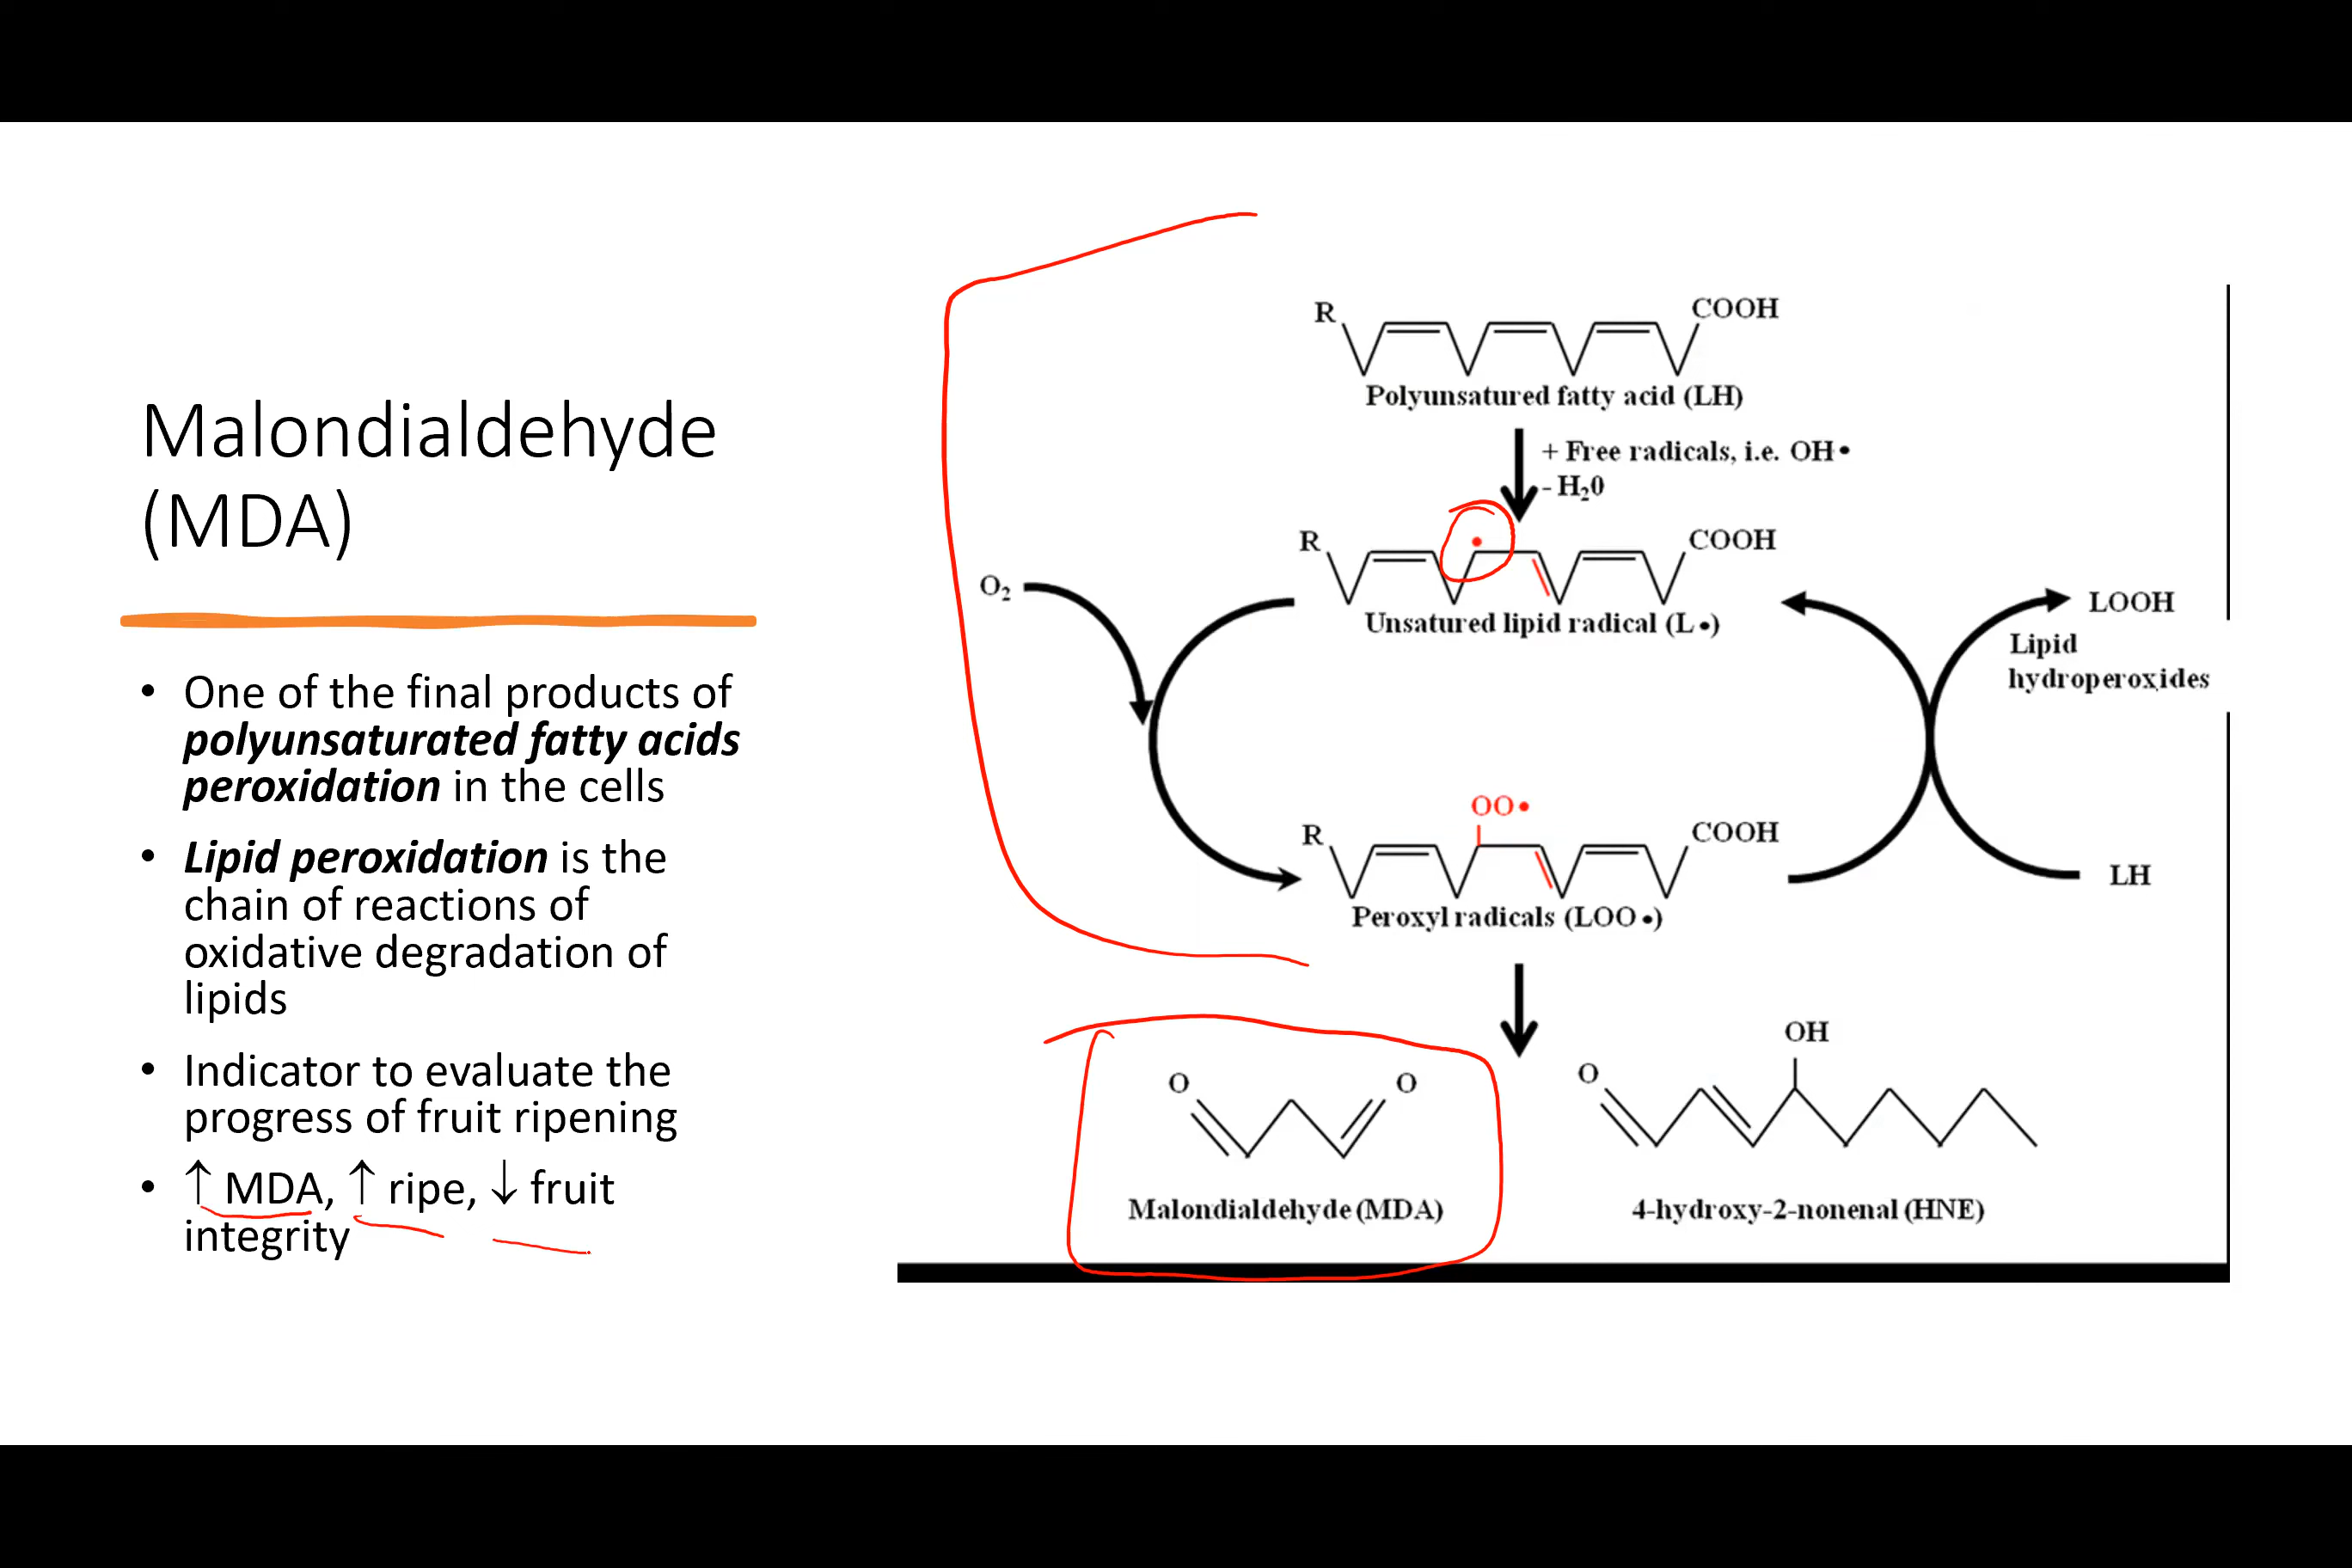 Malondialdehyde
(MDA)
• One of the final products of
polyunsaturated fatty acids
peroxidation in the cells
• Lipid peroxidation is the
chain of reactions of
oxidative degradation of
lipids
• Indicator to evaluate the
progress of fruit ripening
• ↑ MDA, ↑ ripe, ↓ fruit
integrity
R COOH
Polyunsatured fatty acid (LH)
+ Free radicals, i.e. OH•
- H₂0
R COOH
O₂
Unsatured lipid radical (L•)
LOOH
Lipid
hydroperoxides
OO•
R COOH
LH
Peroxyl radicals (LOO•)
OH
O O O
Malondialdehyde (MDA) 4-hydroxy-2-nonenal (HNE)